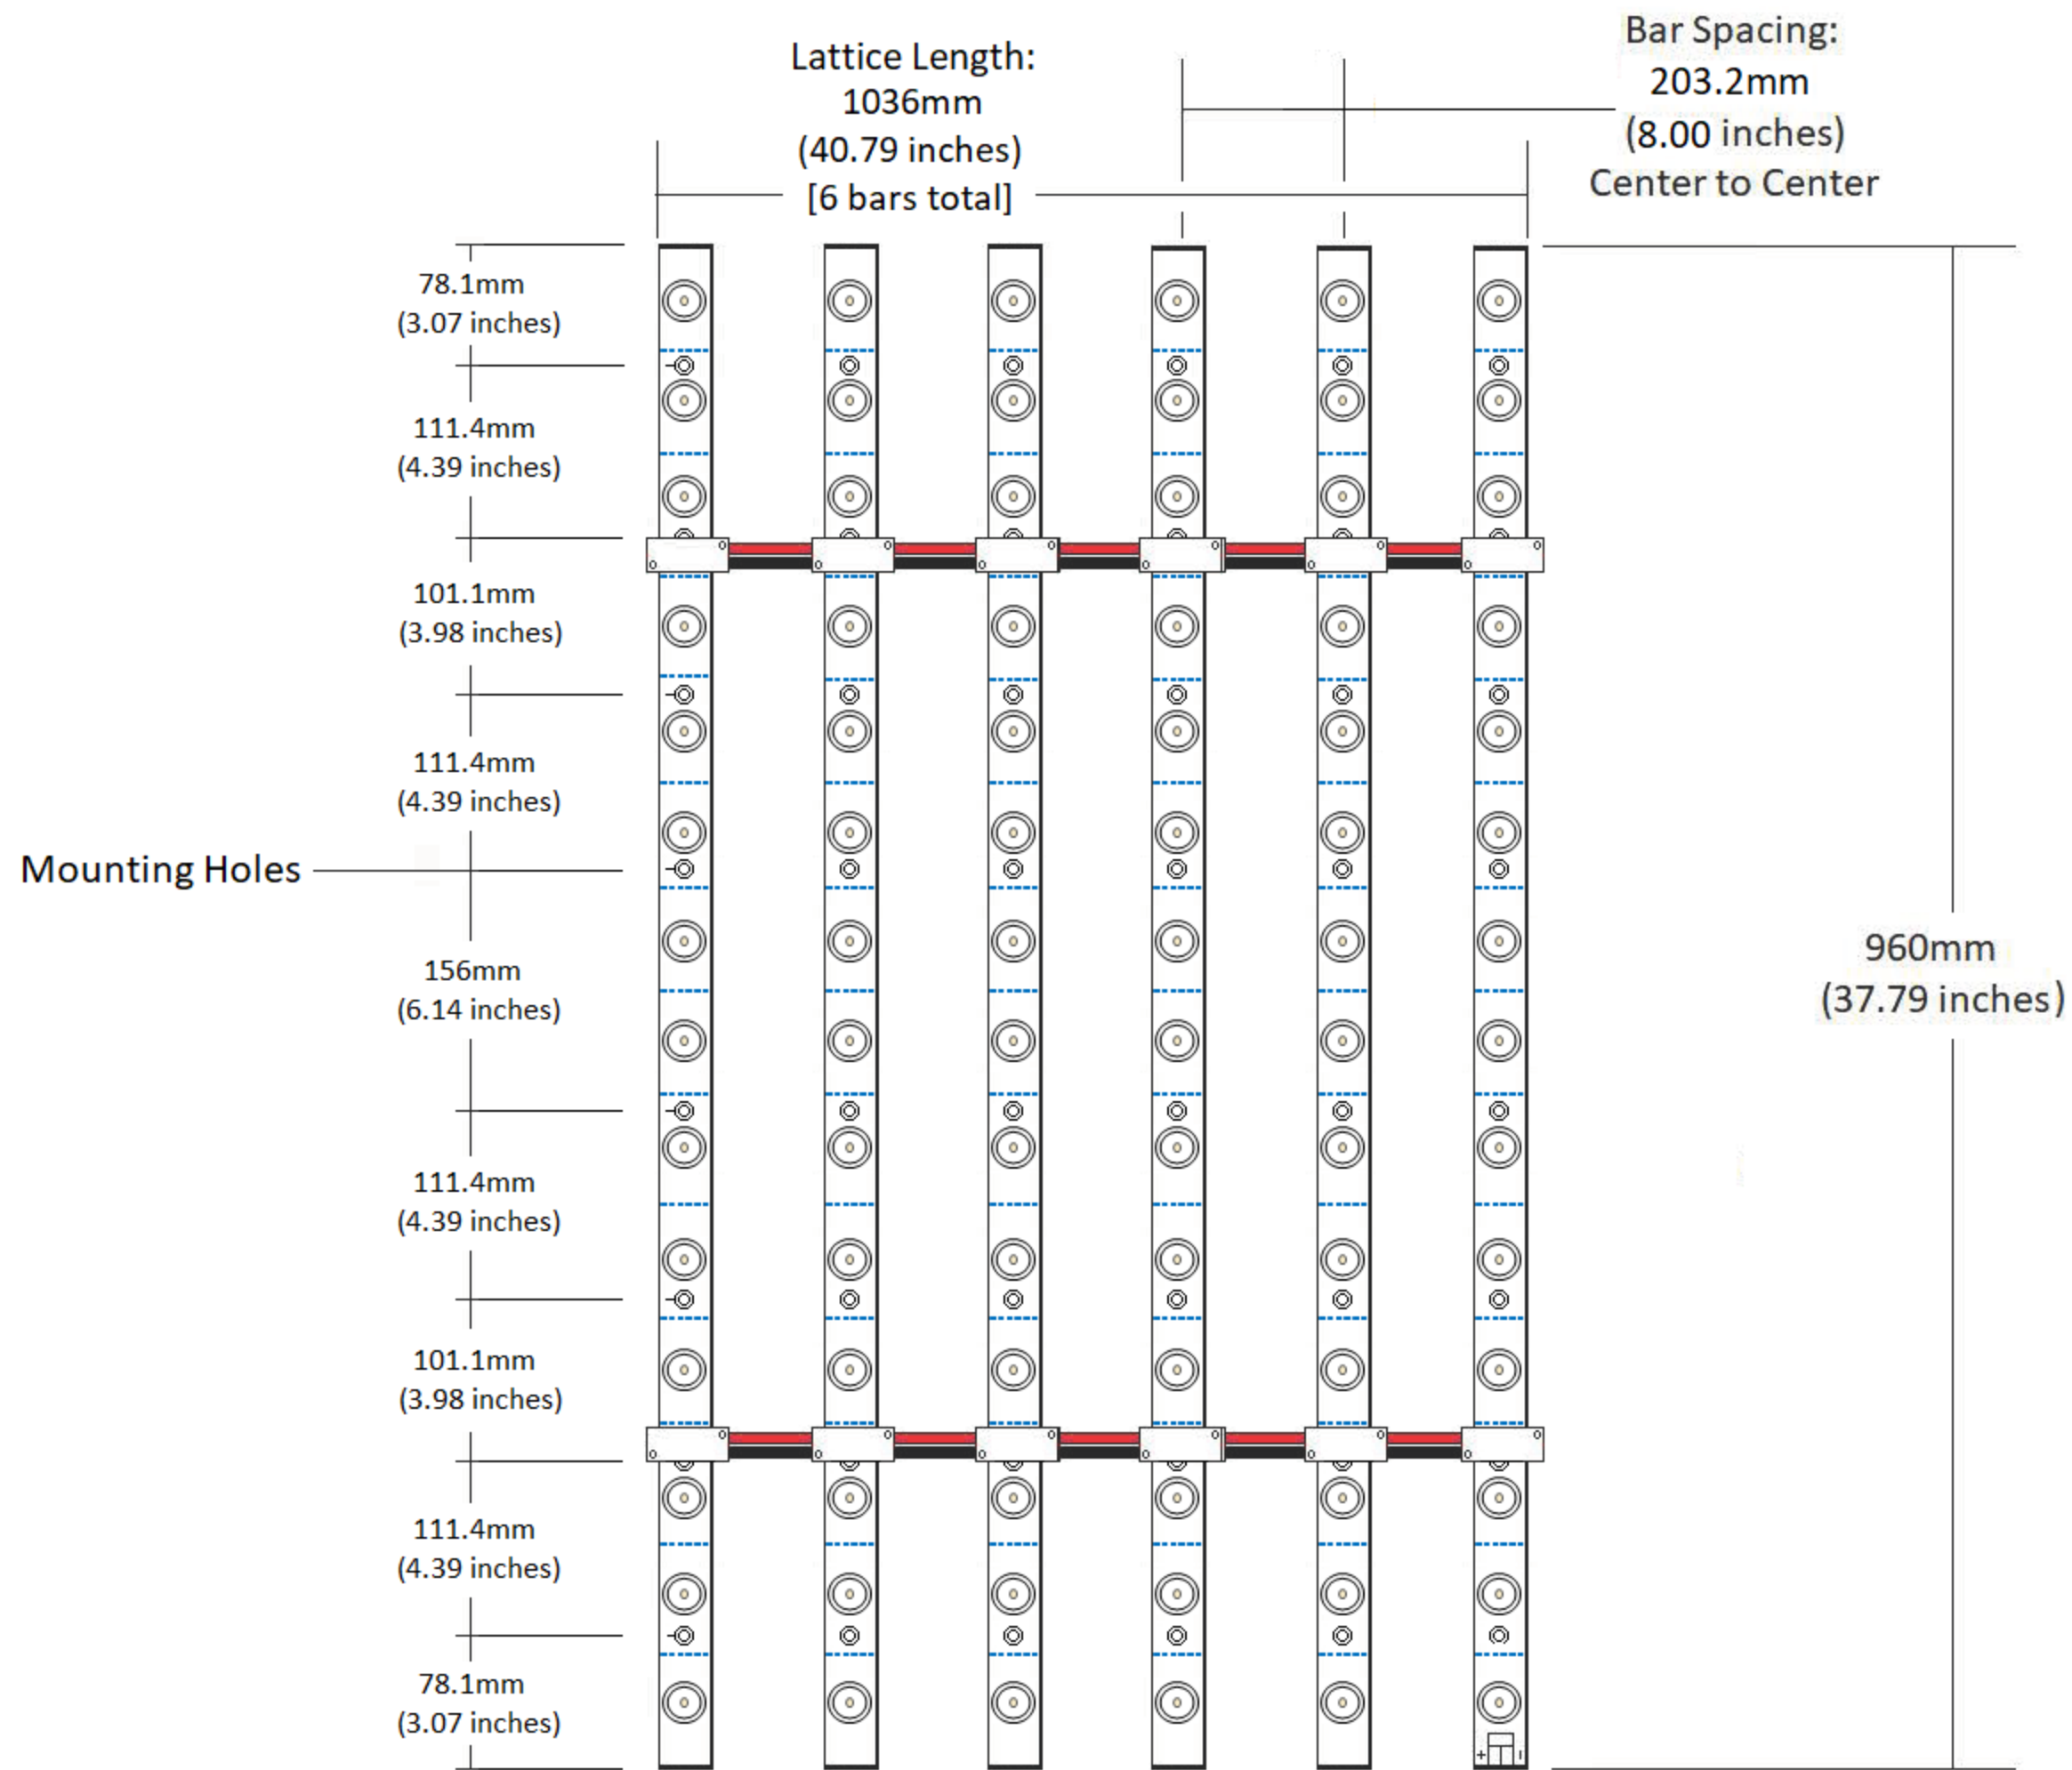 Lattice Length:
1036mm
(40.79 inches)
[6 bars total]
Bar Spacing:
203.2mm
(8.00 inches)
Center to Center
78.1mm
(3.07 inches)
111.4mm
(4.39 inches)
101.1mm
(3.98 inches)
111.4mm
(4.39 inches)
Mounting Holes
156mm
(6.14 inches)
960mm
(37.79 inches)
111.4mm
(4.39 inches)
101.1mm
(3.98 inches)
111.4mm
(4.39 inches)
78.1mm
(3.07 inches)
+ I